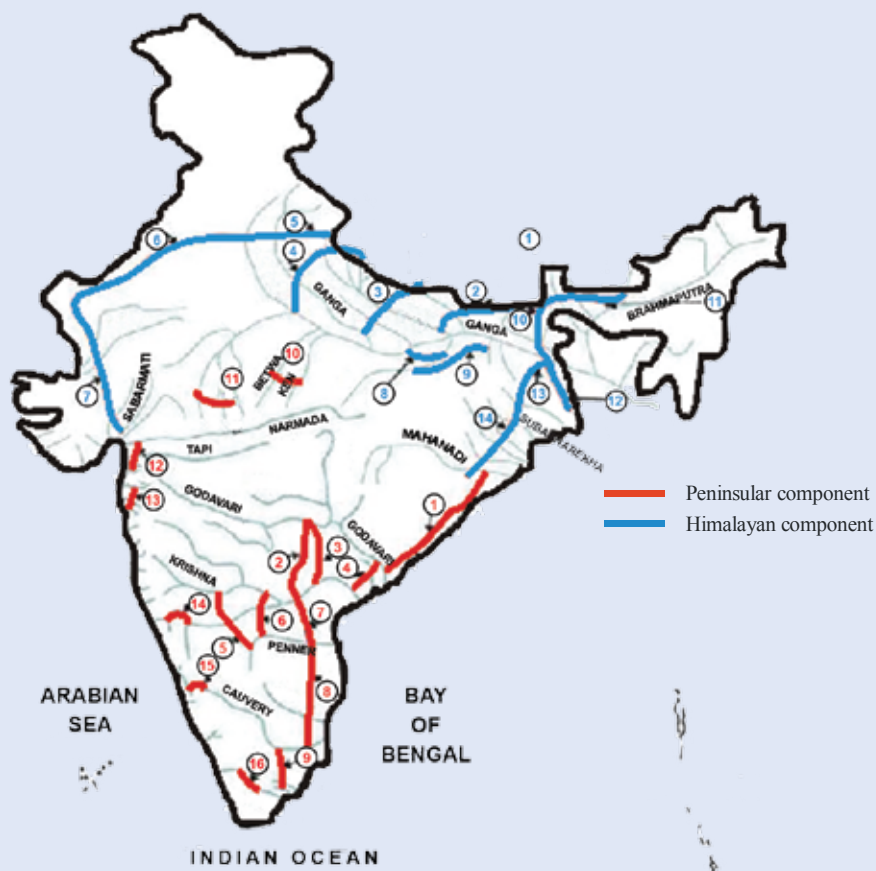 1
5
6
4
3
2
GANGA
BRAHMAPUTRA
11
10
GANGA
10
BETWA
KEN
11
8
9
13
12
7
SABARMATI
14
SUBARNAREKHA
NARMADA
MAHANADI
TAPI
12
13
GODAVARI
1
GODAVARI
2
3
4
KRISHNA
14
6
7
5
PENNER
15
8
CAUVERY
16
9
ARABIAN
SEA
BAY
OF
BENGAL
INDIAN OCEAN
Peninsular component
Himalayan component